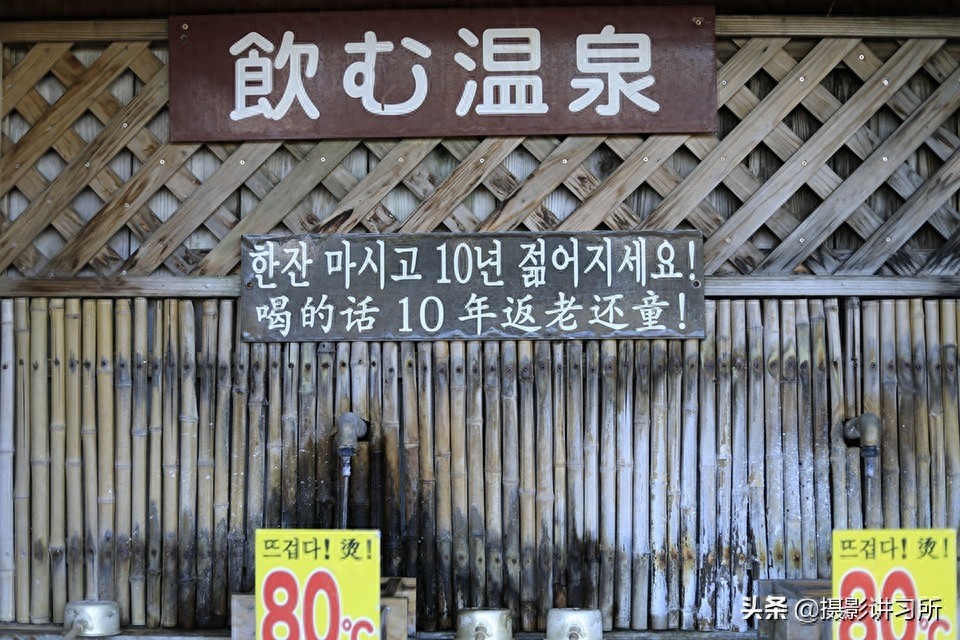 飲む温泉
한잔 마시고 10년 젊어지세요!
喝的话 10 年返老还童!
뜨겁다! 烫!
80℃
뜨겁다! 烫!
80℃
头条 @摄影讲习所